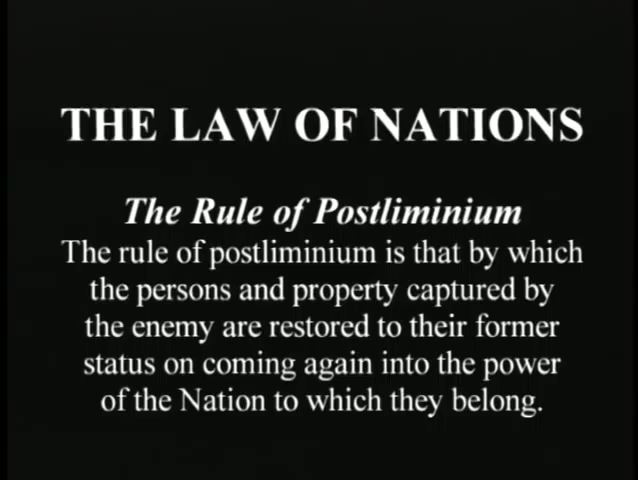 THE LAW OF NATIONS
The Rule of Postliminium
The rule of postliminium is that by which
the persons and property captured by
the enemy are restored to their former
status on coming again into the power
of the Nation to which they belong.